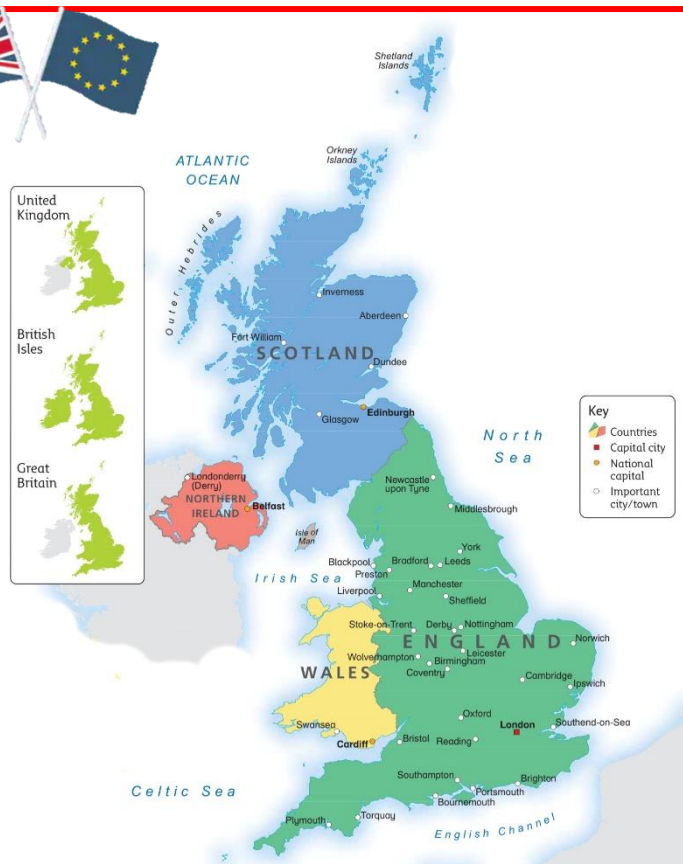 Shetland
Islands
Orkney
Islands
ATLANTIC
OCEAN
Outer Hebrides
United
Kingdom
British
Isles
Great
Britain
Inverness
Aberdeen
Fort William
SCOTLAND
Dundee
Edinburgh
Glasgow
North
Sea
Key
Countries
Capital city
National
capital
Important
city/town
Londonderry
(Derry)
NORTHERN
IRELAND
Belfast
Isle of
Man
Irish Sea
Newcastle
upon Tyne
Middlesbrough
York
Blackpool
Bradford
Leeds
Preston
Manchester
Liverpool
Sheffield
Stoke-on-Trent
Derby
Nottingham
ENGLAND
Norwich
Leicester
Wolverhampton
Birmingham
Coventry
WALES
Cambridge
Ipswich
Oxford
London
Southend-on-Sea
Swansea
Cardiff
Bristol
Reading
Celtic Sea
Southampton
Brighton
Portsmouth
Bournemouth
Torquay
Plymouth
English Channel